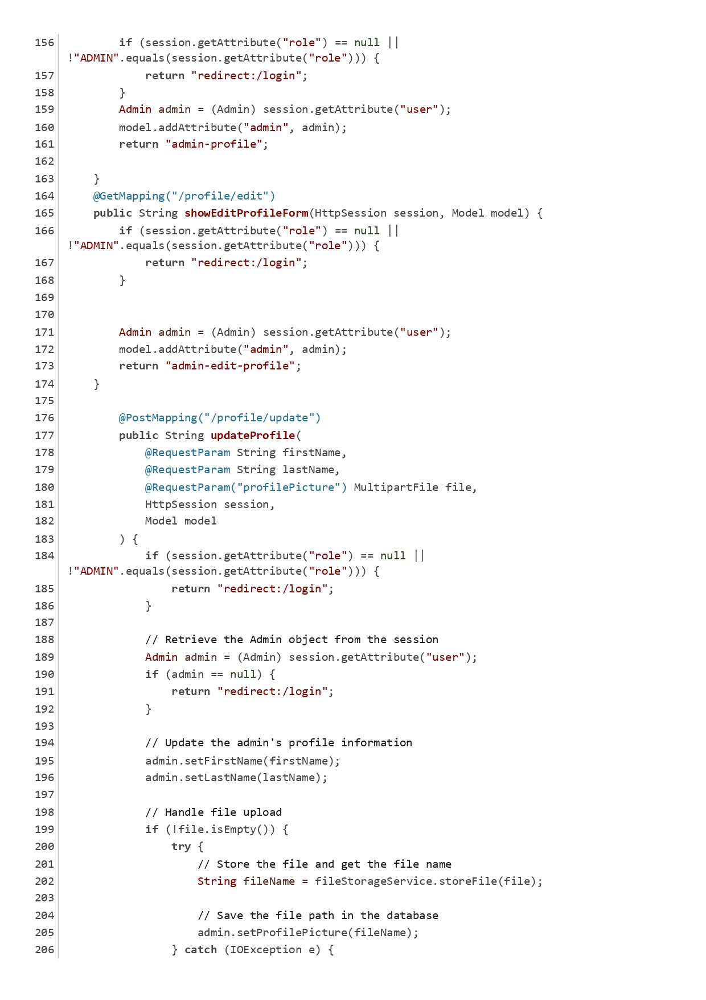 156         if (session.getAttribute("role") == null ||
!"ADMIN".equals(session.getAttribute("role"))) {
157             return "redirect:/login";
158         }
159         Admin admin = (Admin) session.getAttribute("user");
160         model.addAttribute("admin", admin);
161         return "admin-profile";
162
163     }
164     @GetMapping("/profile/edit")
165     public String showEditProfileForm(HttpSession session, Model model) {
166         if (session.getAttribute("role") == null ||
!"ADMIN".equals(session.getAttribute("role"))) {
167             return "redirect:/login";
168         }
169
170
171         Admin admin = (Admin) session.getAttribute("user");
172         model.addAttribute("admin", admin);
173         return "admin-edit-profile";
174     }
175
176         @PostMapping("/profile/update")
177         public String updateProfile(
178             @RequestParam String firstName,
179             @RequestParam String lastName,
180             @RequestParam("profilePicture") MultipartFile file,
181             HttpSession session,
182             Model model
183         ) {
184             if (session.getAttribute("role") == null ||
!"ADMIN".equals(session.getAttribute("role"))) {
185                 return "redirect:/login";
186             }
187
188             // Retrieve the Admin object from the session
189             Admin admin = (Admin) session.getAttribute("user");
190             if (admin == null) {
191                 return "redirect:/login";
192             }
193
194             // Update the admin's profile information
195             admin.setFirstName(firstName);
196             admin.setLastName(lastName);
197
198             // Handle file upload
199             if (!file.isEmpty()) {
200                 try {
201                     // Store the file and get the file name
202                     String fileName = fileStorageService.storeFile(file);
203
204                     // Save the file path in the database
205                     admin.setProfilePicture(fileName);
206                 } catch (IOException e) {